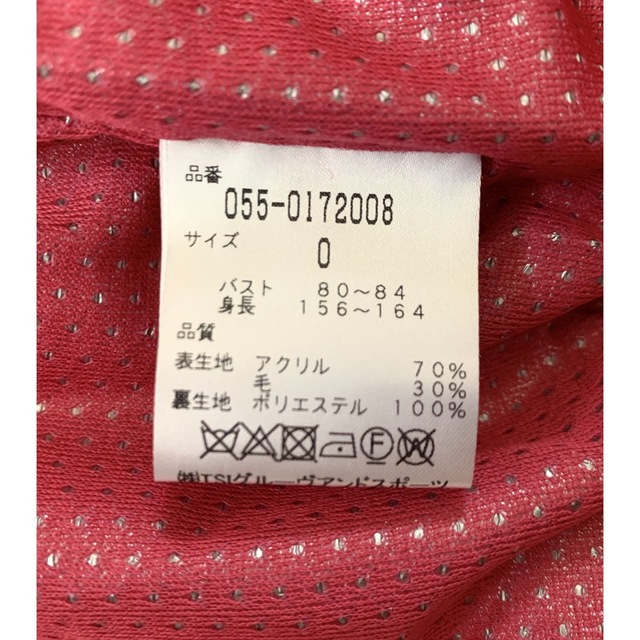 品番
055-0172008
サイズ
0
バスト 80～84
身長 156～164
品質
表生地 アクリル 70%
毛 30%
裏生地 ポリエステル 100%
F W
㈱TSIグルーヴアンドスポーツ